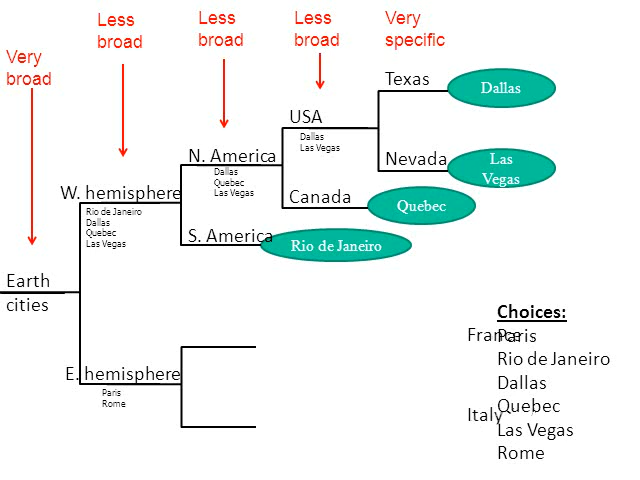 Very
broad
Less
broad
Less
broad
Less
broad
Very
specific
Texas
Dallas
USA
Dallas
Las Vegas
Nevada
Las
Vegas
N. America
Dallas
Quebec
Las Vegas
Canada
Quebec
W. hemisphere
Rio de Janeiro
Dallas
Quebec
Las Vegas
S. America
Rio de Janeiro
Earth
cities
E. hemisphere
Paris
Rome
France
Italy
Choices:
Paris
Rio de Janeiro
Dallas
Quebec
Las Vegas
Rome